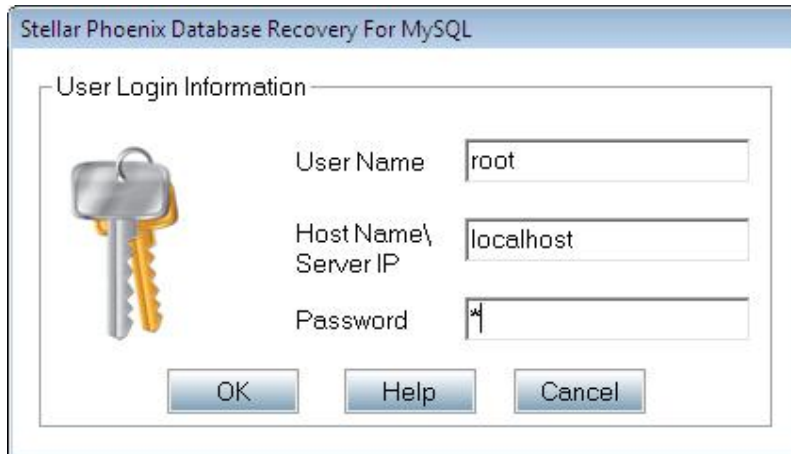 Stellar Phoenix Database Recovery For MySQL
User Login Information
User Name root
Host Name\ localhost
Server IP
Password *
OK Help Cancel